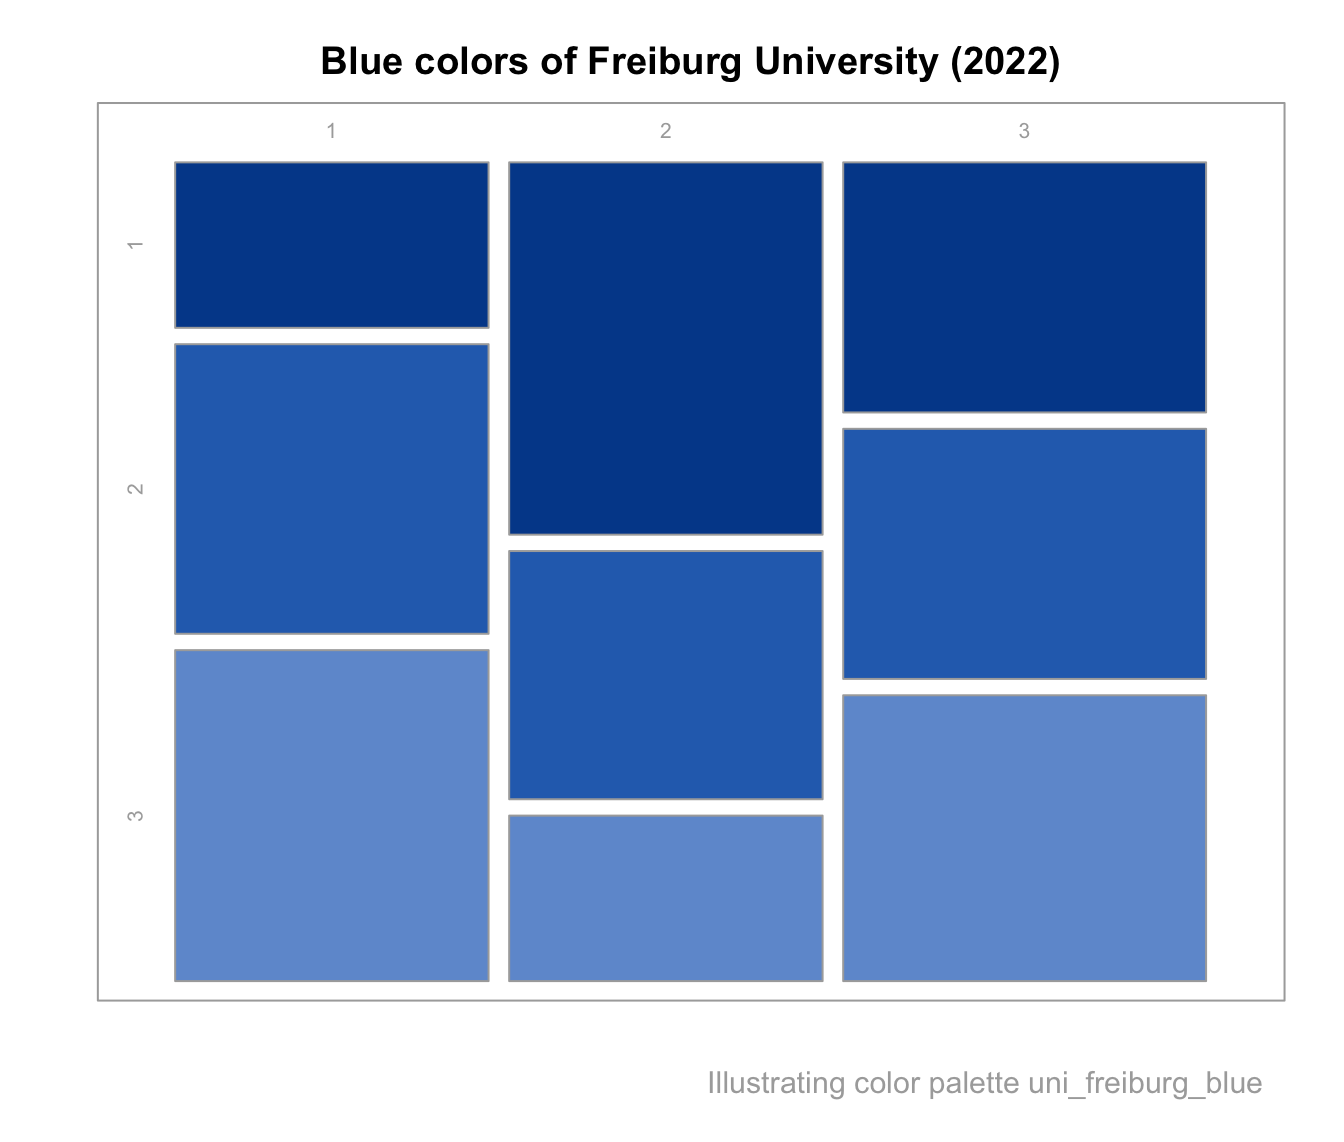 Blue colors of Freiburg University (2022)
1 2 3
1
2
3
Illustrating color palette uni_freiburg_blue